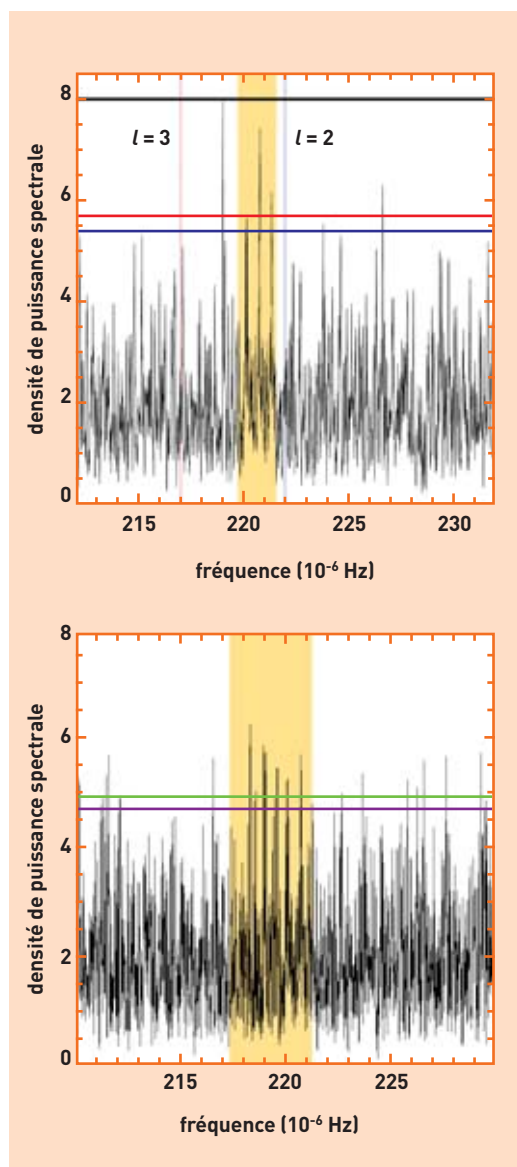 densité de puissance spectrale
8
6
4
2
0
l = 3
l = 2
215 220 225 230
fréquence (10⁻⁶ Hz)
densité de puissance spectrale
8
6
4
2
0
215 220 225
fréquence (10⁻⁶ Hz)